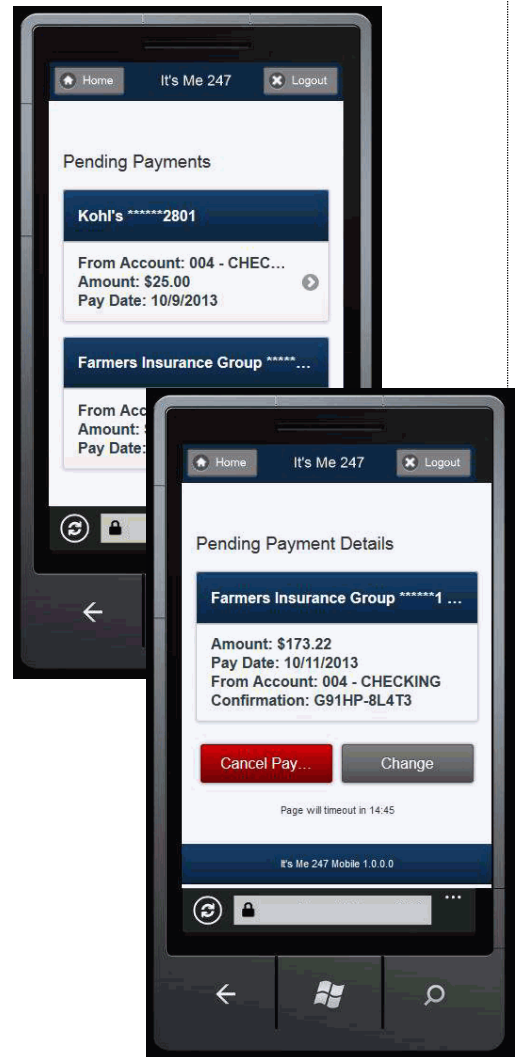 Home It's Me 247 Logout
Pending Payments
Kohl's ******2801
From Account: 004 - CHEC...
Amount: $25.00
Pay Date: 10/9/2013
Farmers Insurance Group *****...
From Acc
Amount:
Pay Date:
Home It's Me 247 Logout
Pending Payment Details
Farmers Insurance Group ******1 ...
Amount: $173.22
Pay Date: 10/11/2013
From Account: 004 - CHECKING
Confirmation: G91HP-8L4T3
Cancel Pay... Change
Page will timeout in 14:45
It's Me 247 Mobile 1.0.0.0
...